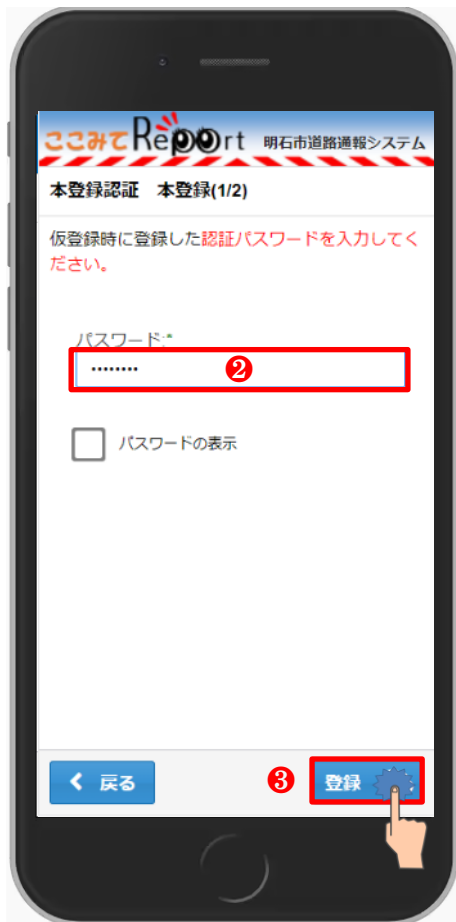 ここみてReport 明石市道路通報システム
本登録認証 本登録(1/2)
仮登録時に登録した認証パスワードを入力してく
ださい。
パスワード:*
········ ❷
パスワードの表示
戻る ❸ 登録